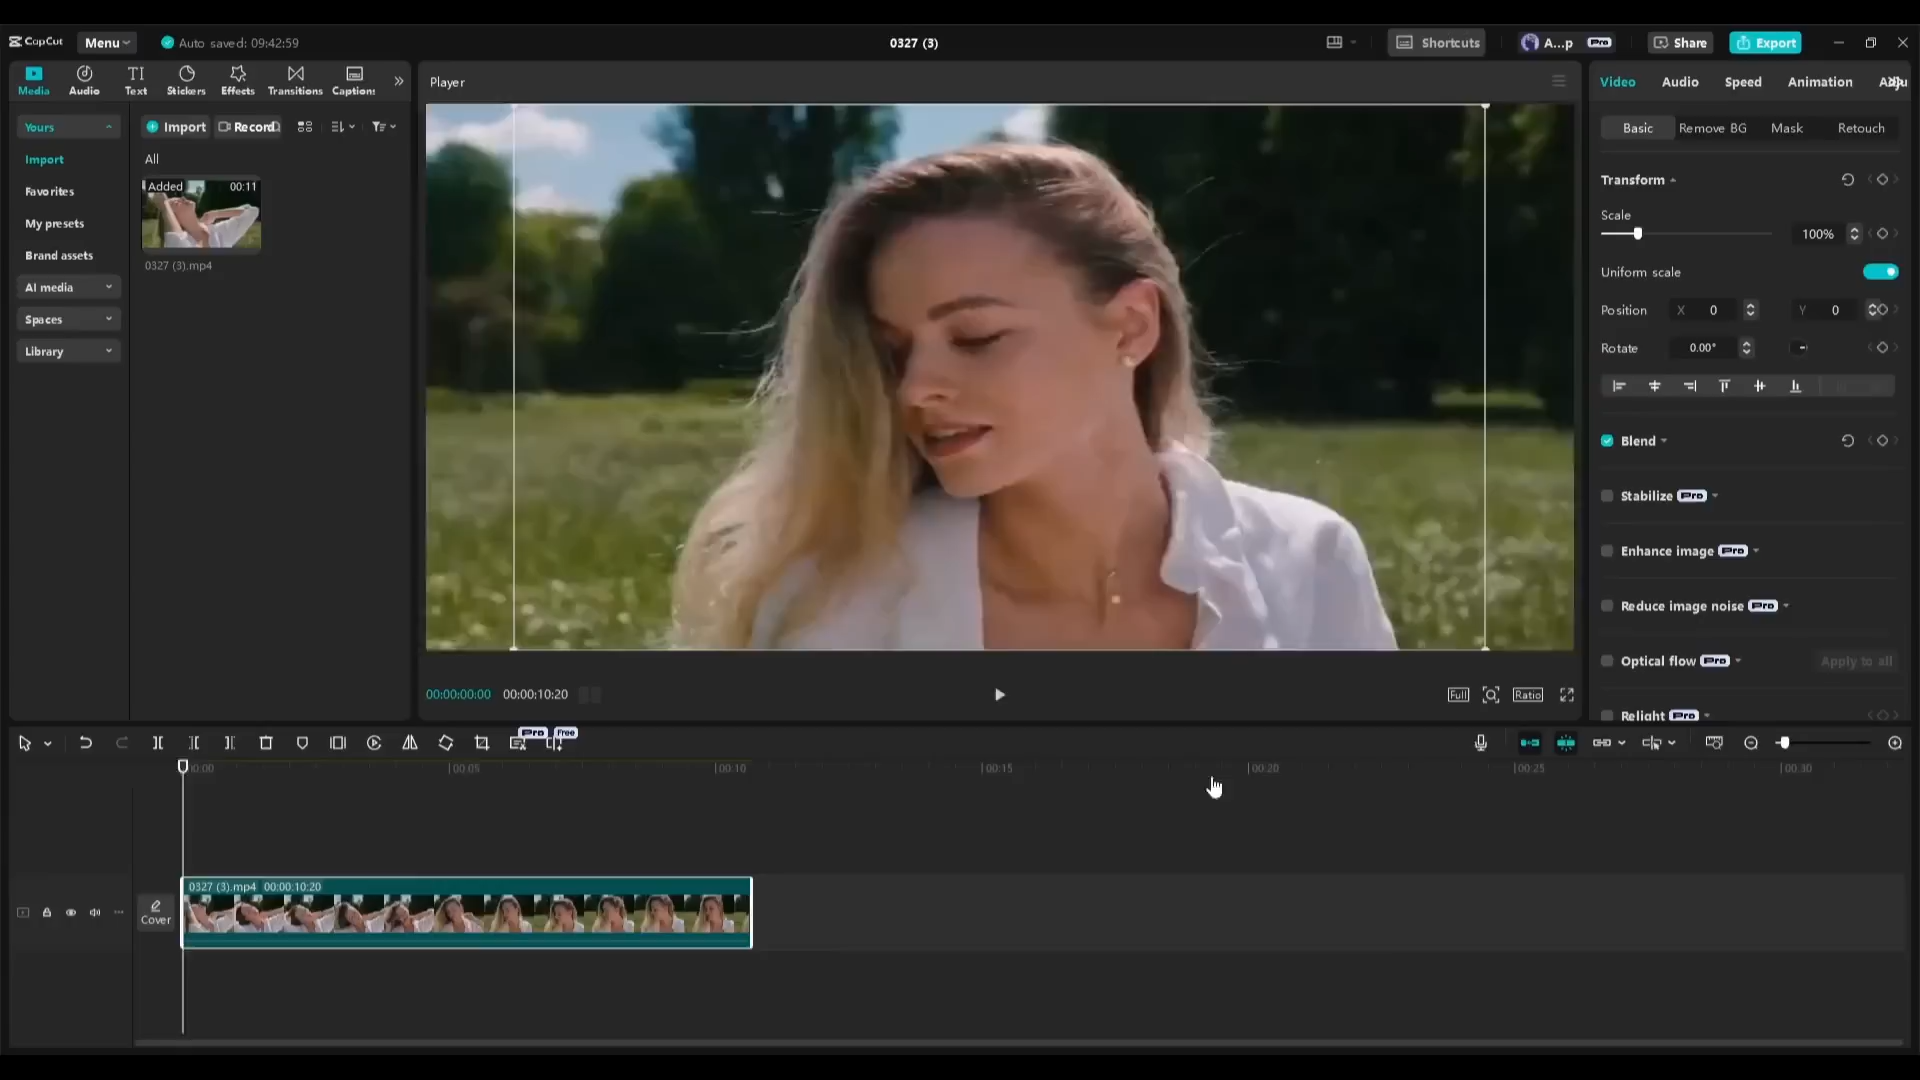 CapCut
Menu
Auto saved: 09:42:59
0327 (3)
Shortcuts
A...p
Pro
Share
Export
Media
Audio
Text
Stickers
Effects
Transitions
Captions
Yours
Import
Favorites
My presets
Brand assets
AI media
Spaces
Library
Import
Record
All
Added
00:11
0327 (3).mp4
Player
00:00:00:00
00:00:10:20
Full
Ratio
Video
Audio
Speed
Animation
Basic
Remove BG
Mask
Retouch
Transform
Scale
100%
Uniform scale
Position
X
0
Y
0
Rotate
0.00°
Blend
Stabilize Pro
Enhance image Pro
Reduce image noise Pro
Optical flow Pro
Apply to all
Relight Pro
Pro
Free
00:00
00:05
00:10
00:15
00:20
00:25
00:30
0327 (3).mp4 00:00:10:20
Cover